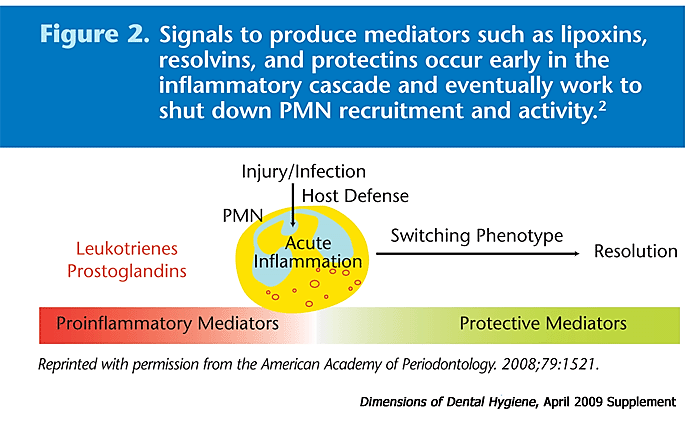 Figure 2. Signals to produce mediators such as lipoxins,
resolvins, and protectins occur early in the
inflammatory cascade and eventually work to
shut down PMN recruitment and activity.²
Injury/Infection
Host Defense
PMN
Acute
Inflammation
Switching Phenotype
Resolution
Leukotrienes
Prostoglandins
Proinflammatory Mediators
Protective Mediators
Reprinted with permission from the American Academy of Periodontology. 2008;79:1521.
Dimensions of Dental Hygiene, April 2009 Supplement